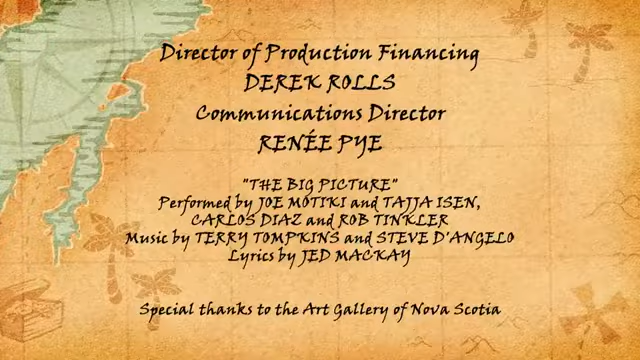 Director of Production Financing
DEREK ROLLS
Communications Director
RENÉE PYE
"THE BIG PICTURE"
Performed by JOE MOTIKI and TAJJA ISEN,
CARLOS DIAZ and ROB TINKLER
Music by TERRY TOMPKINS and STEVE D'ANGELO
Lyrics by JED MACKAY
Special thanks to the Art Gallery of Nova Scotia